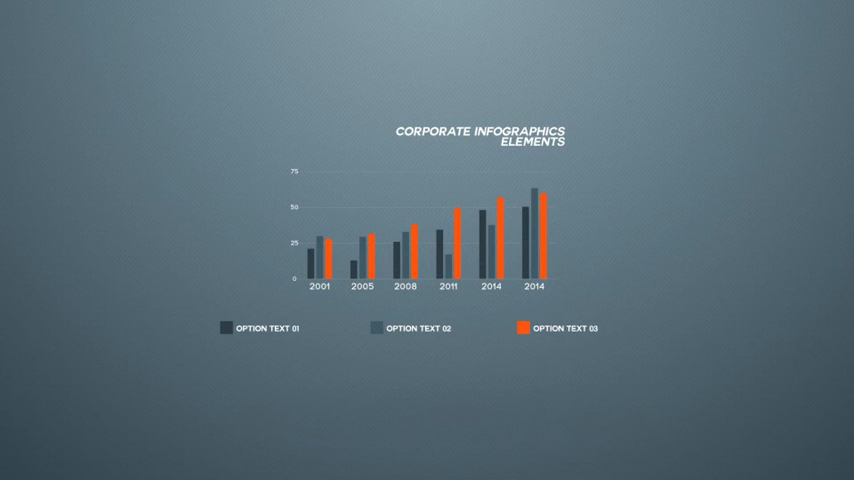 CORPORATE INFOGRAPHICS
ELEMENTS
75
50
25
0
2001 2005 2008 2011 2014 2014
OPTION TEXT 01 OPTION TEXT 02 OPTION TEXT 03